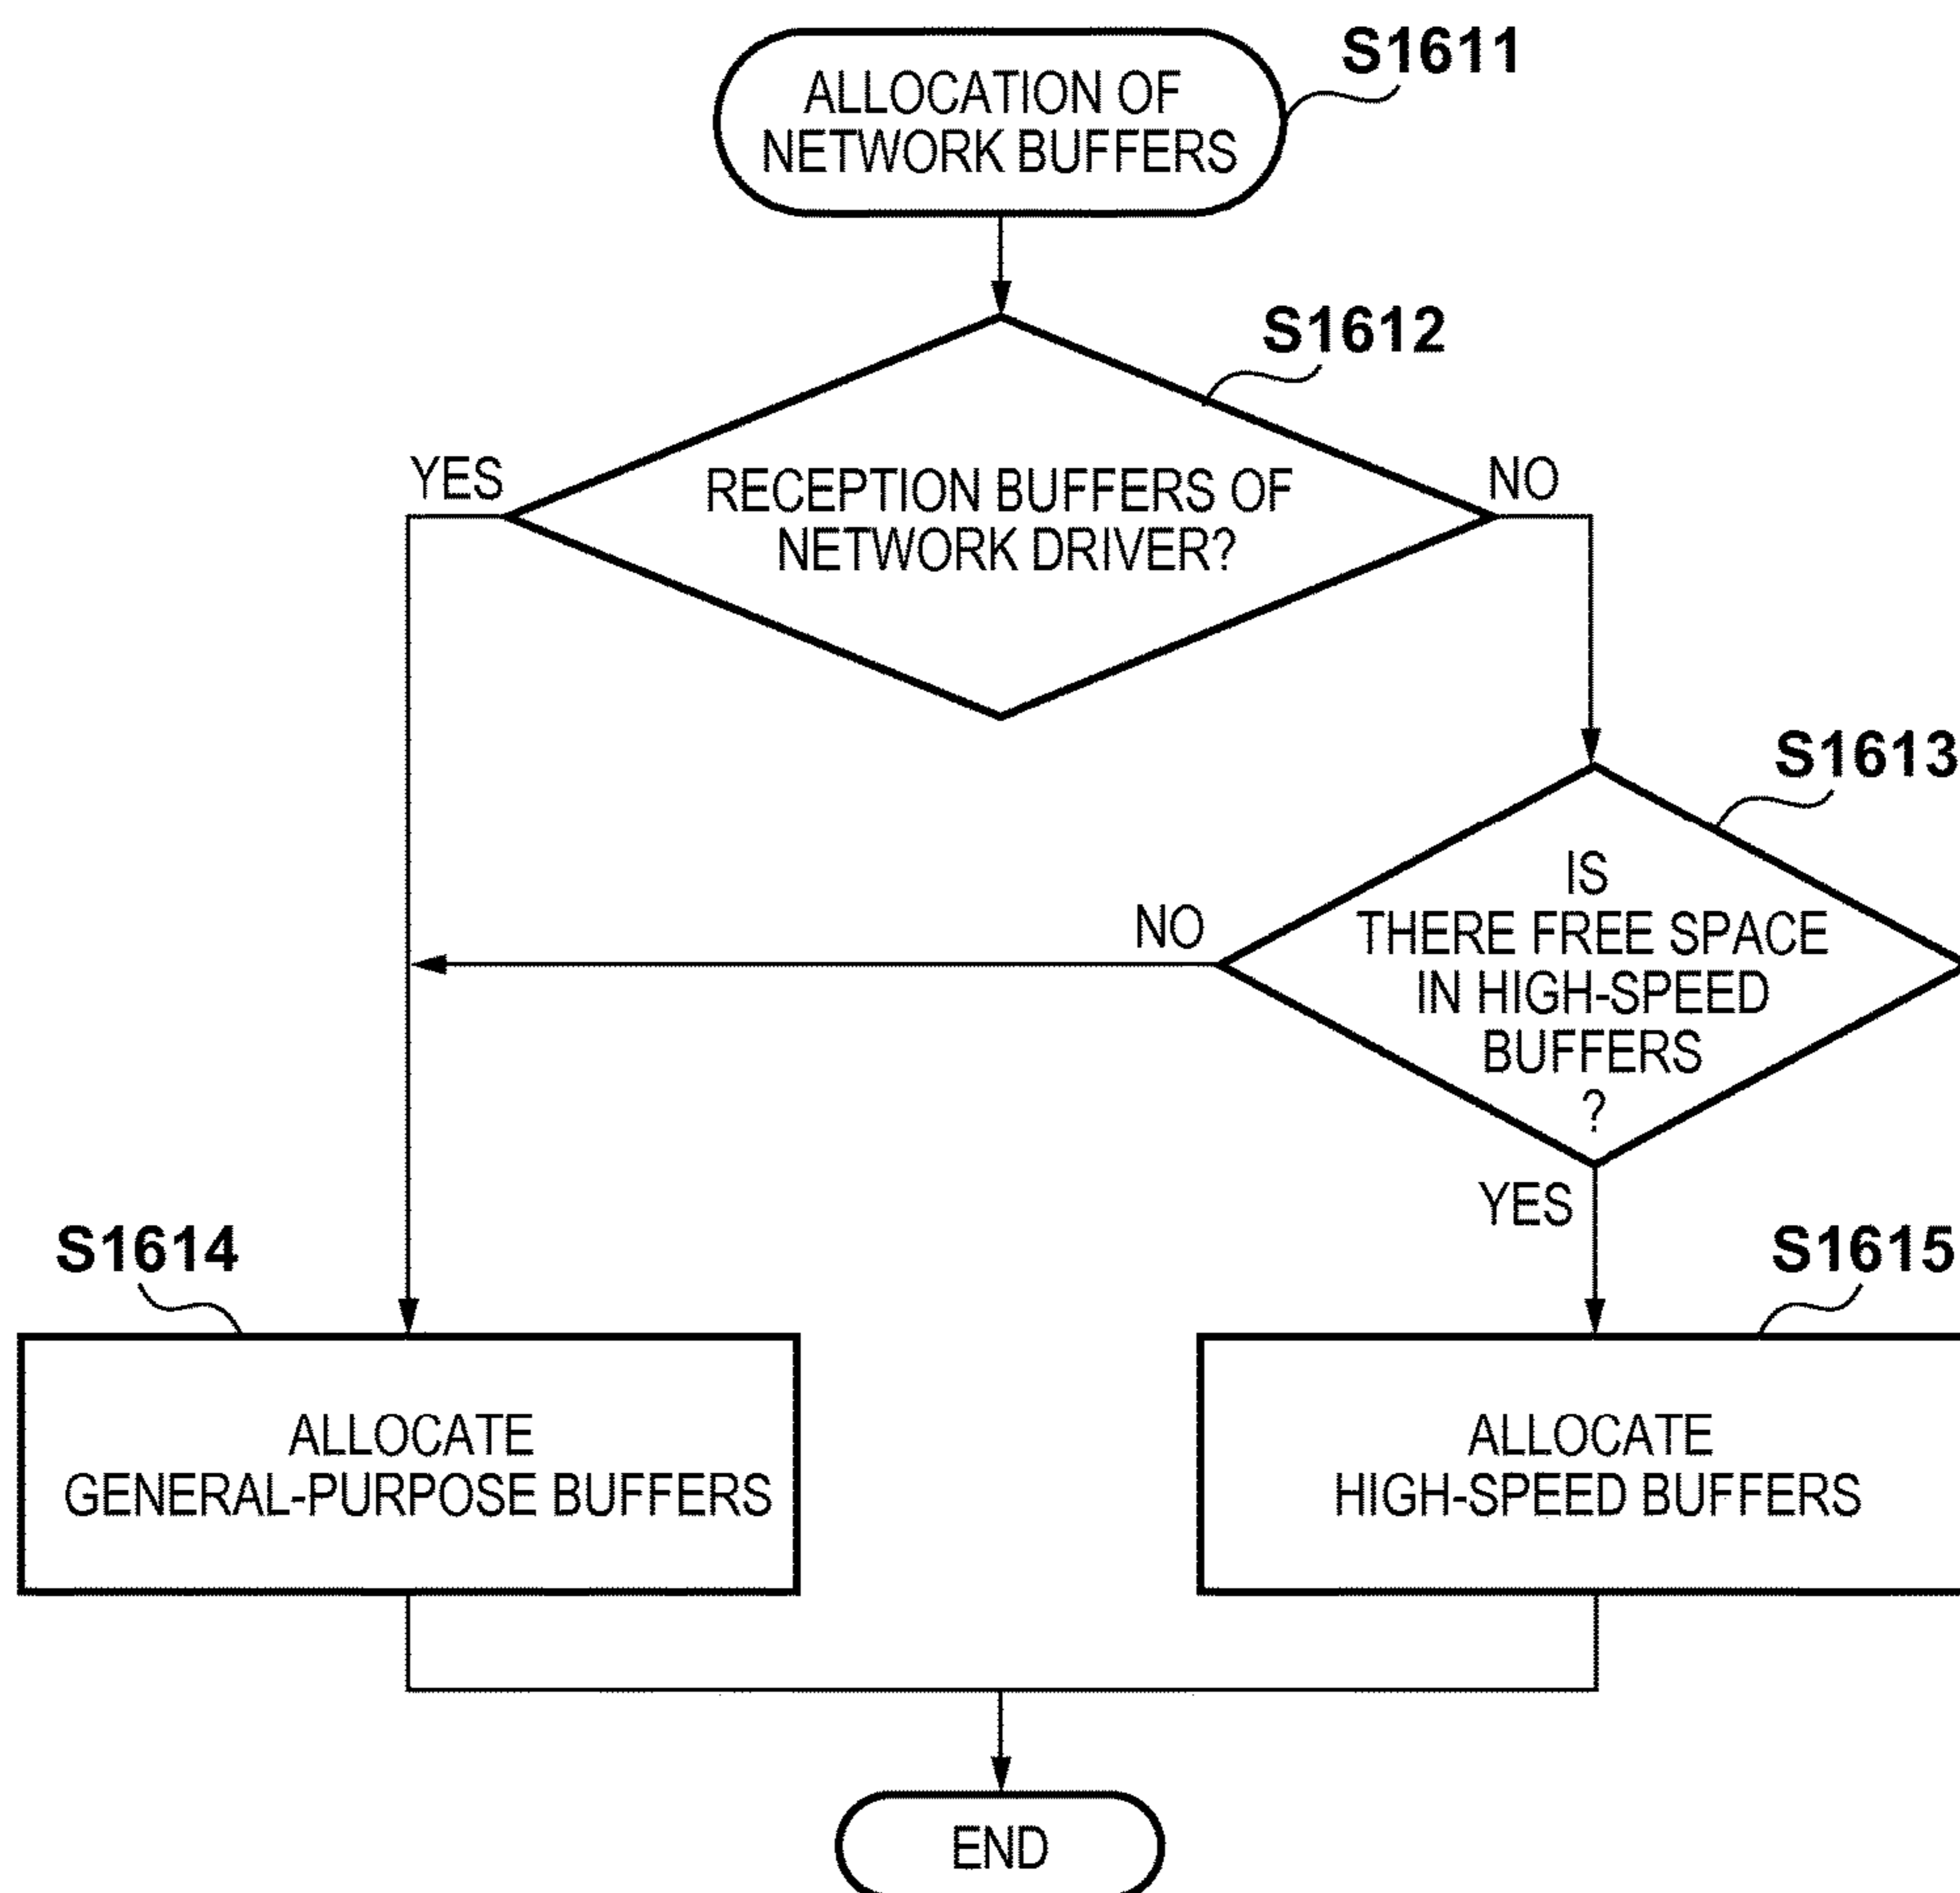 S1611
ALLOCATION OF
NETWORK BUFFERS
S1612
YES
RECEPTION BUFFERS OF
NETWORK DRIVER?
NO
S1613
IS
THERE FREE SPACE
IN HIGH-SPEED
BUFFERS
?
NO
YES
S1614
ALLOCATE
GENERAL-PURPOSE BUFFERS
S1615
ALLOCATE
HIGH-SPEED BUFFERS
END